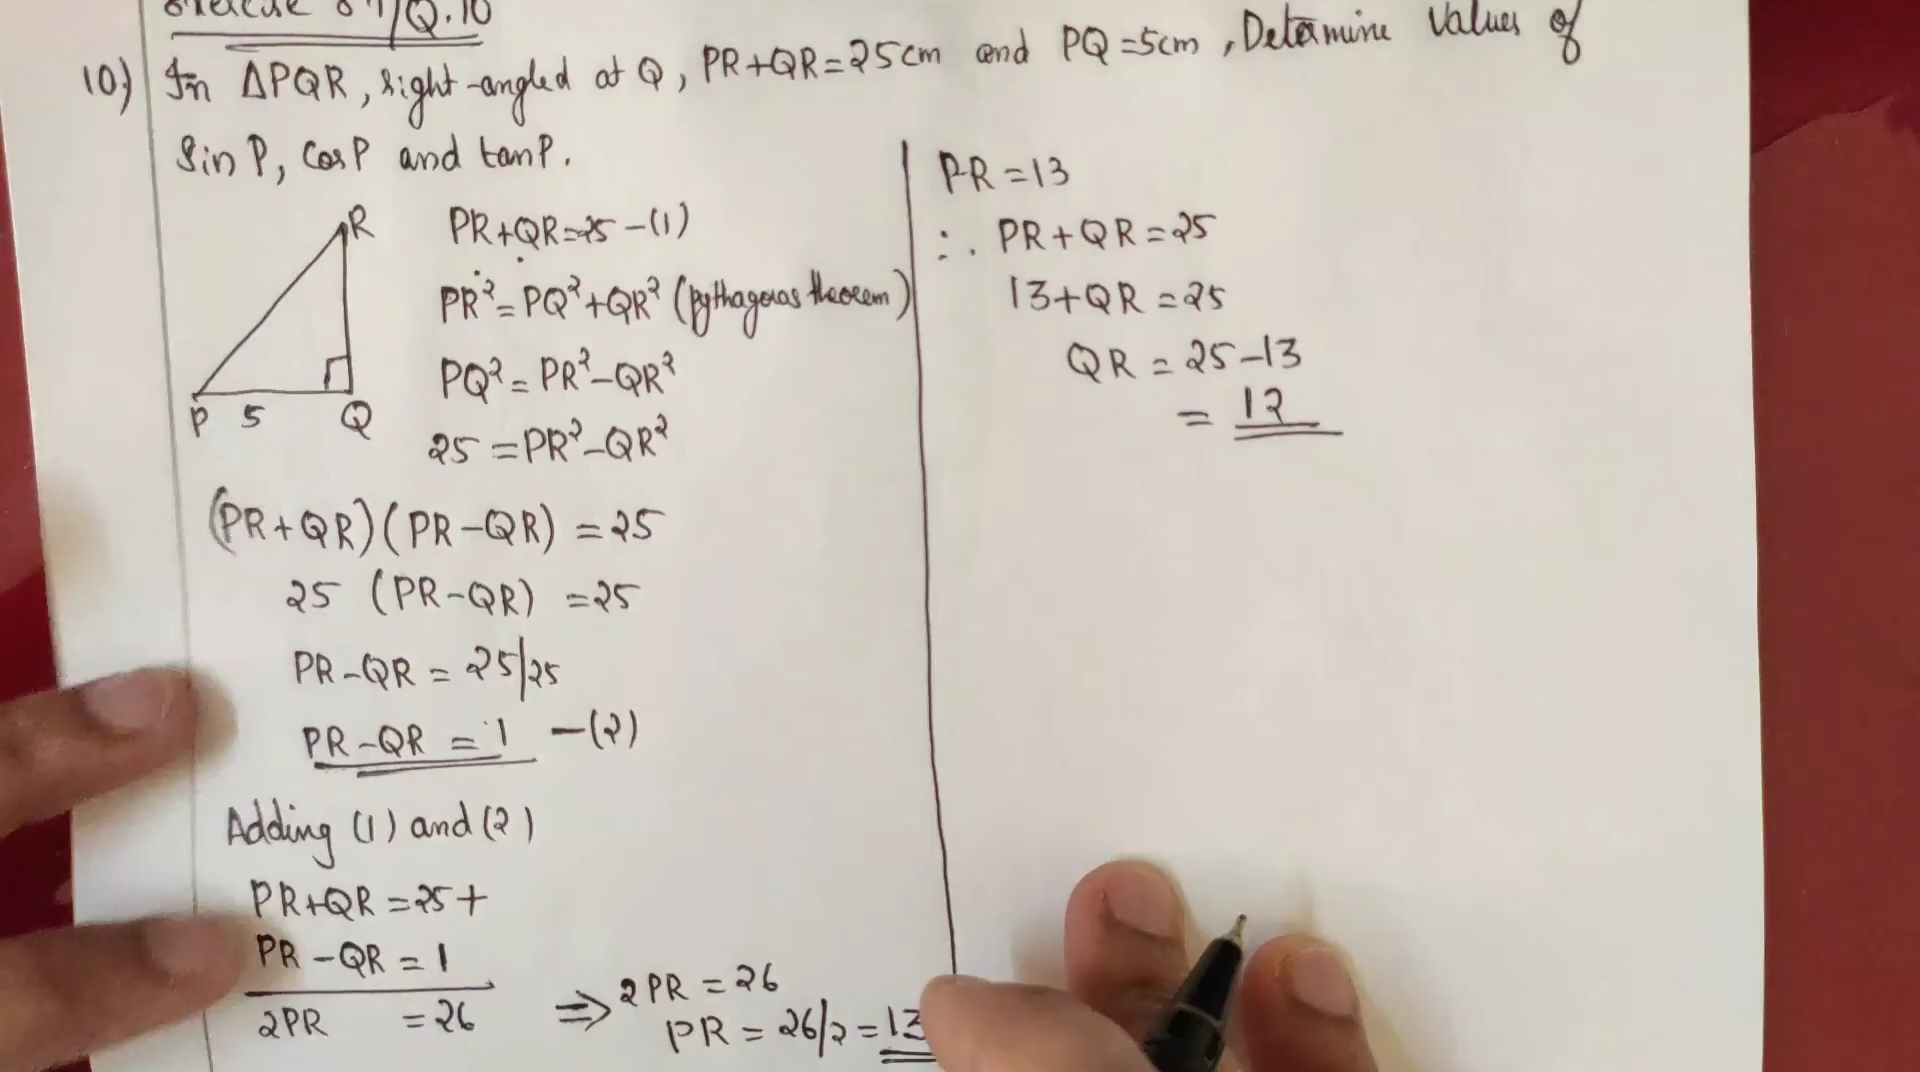 Exercise 8.1/Q.10
10) In ΔPQR, right-angled at Q, PR+QR=25cm and PQ=5cm, Determine values of
Sin P, Cos P and tan P.
R
P 5 Q
PR+QR=25 -(1)
PR²=PQ²+QR² (pythagoras theorem)
PQ²=PR²-QR²
25=PR²-QR²
(PR+QR)(PR-QR)=25
25 (PR-QR) =25
PR-QR = 25/25
PR-QR = 1 -(2)
Adding (1) and (2)
PR+QR=25+
PR-QR=1
2PR =26
⇒ 2PR = 26
PR = 26/2=13
PR=13
∴ PR+QR=25
13+QR=25
QR = 25-13
= 12